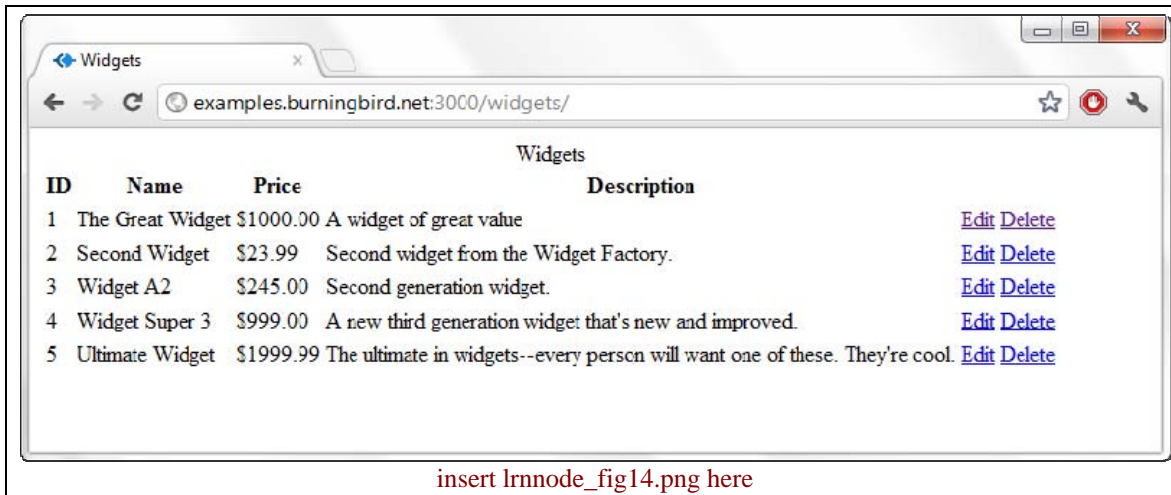 Widgets
examples.burningbird.net:3000/widgets/
Widgets
ID Name Price Description
1 The Great Widget $1000.00 A widget of great value Edit Delete
2 Second Widget $23.99 Second widget from the Widget Factory. Edit Delete
3 Widget A2 $245.00 Second generation widget. Edit Delete
4 Widget Super 3 $999.00 A new third generation widget that's new and improved. Edit Delete
5 Ultimate Widget $1999.99 The ultimate in widgets--every person will want one of these. They're cool. Edit Delete
insert lrnnode_fig14.png here